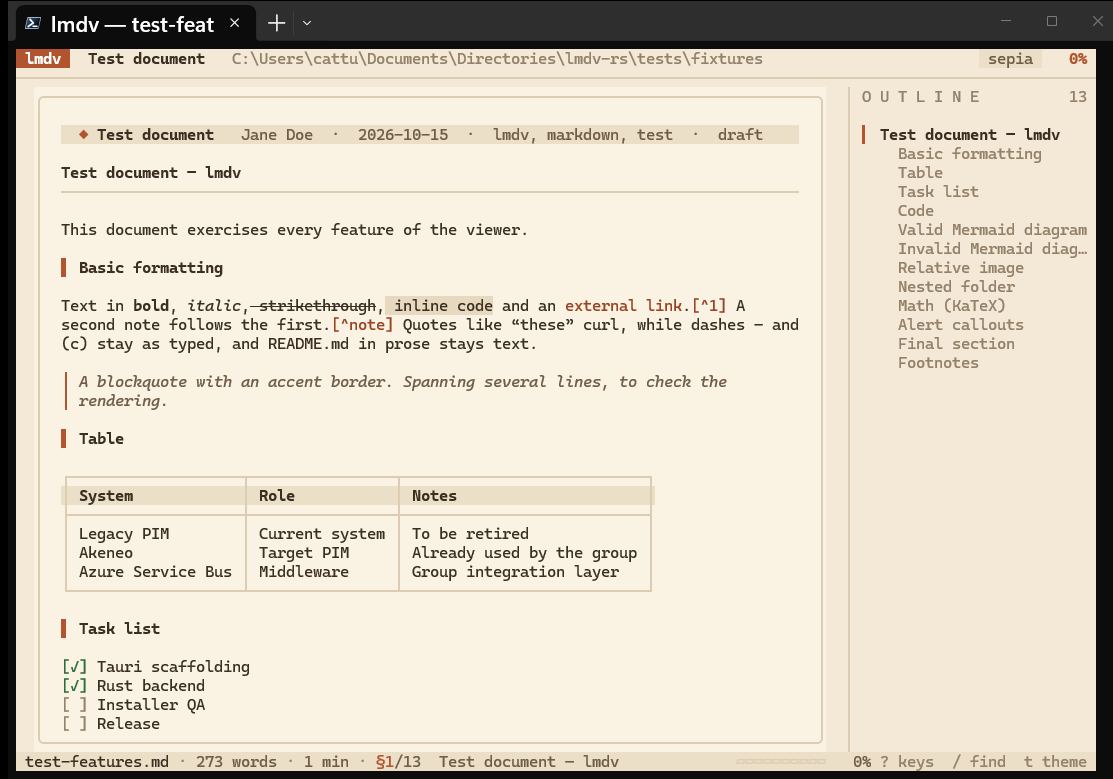 lmdv — test-feat
lmdv Test document C:\Users\cattu\Documents\Directories\lmdv-rs\tests\fixtures sepia 0%
◆ Test document Jane Doe · 2026-10-15 · lmdv, markdown, test · draft
Test document — lmdv
This document exercises every feature of the viewer.
Basic formatting
Text in bold, italic, strikethrough, inline code and an external link.[^1] A
second note follows the first.[^note] Quotes like “these” curl, while dashes — and
(c) stay as typed, and README.md in prose stays text.
A blockquote with an accent border. Spanning several lines, to check the
rendering.
Table
System Role Notes
Legacy PIM Current system To be retired
Akeneo Target PIM Already used by the group
Azure Service Bus Middleware Group integration layer
Task list
[✓] Tauri scaffolding
[✓] Rust backend
[ ] Installer QA
[ ] Release
OUTLINE 13
Test document — lmdv
Basic formatting
Table
Task list
Code
Valid Mermaid diagram
Invalid Mermaid diag…
Relative image
Nested folder
Math (KaTeX)
Alert callouts
Final section
Footnotes
test-features.md · 273 words · 1 min · §1/13 Test document — lmdv 0% ? keys / find t theme